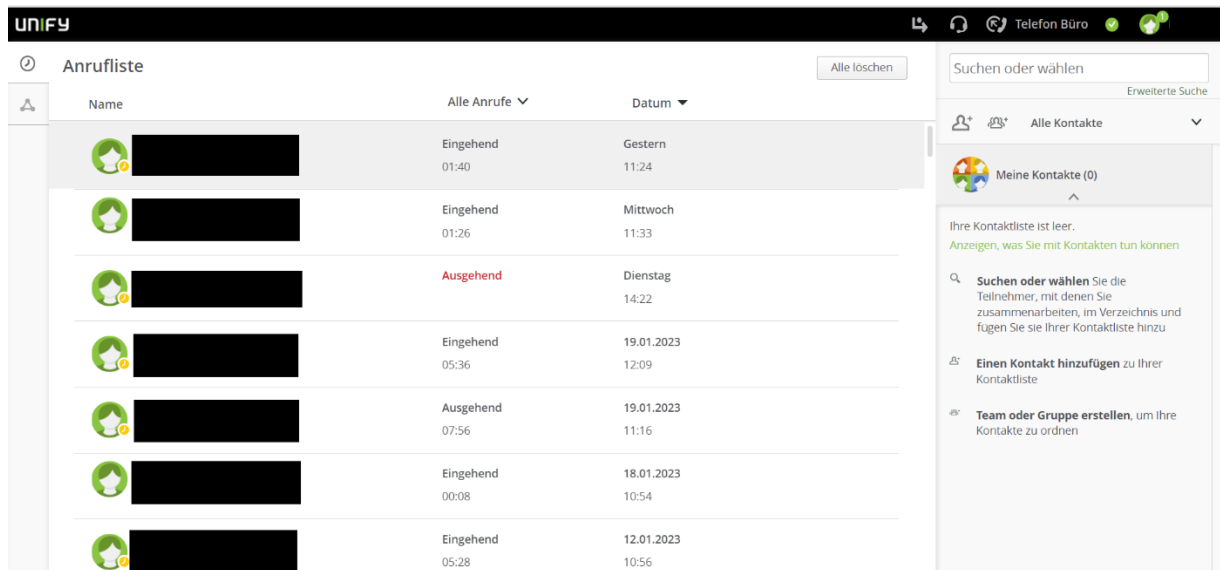 UNIFY
Telefon Büro
1
Anrufliste
Alle löschen
Name
Alle Anrufe
Datum
Eingehend
Gestern
01:40
11:24
Eingehend
Mittwoch
01:26
11:33
Ausgehend
Dienstag
14:22
Eingehend
19.01.2023
05:36
12:09
Ausgehend
19.01.2023
07:56
11:16
Eingehend
18.01.2023
00:08
10:54
Eingehend
12.01.2023
05:28
10:56
Suchen oder wählen
Erweiterte Suche
Alle Kontakte
Meine Kontakte (0)
Ihre Kontaktliste ist leer.
Anzeigen, was Sie mit Kontakten tun können
Suchen oder wählen Sie die
Teilnehmer, mit denen Sie
zusammenarbeiten, im Verzeichnis und
fügen Sie sie Ihrer Kontaktliste hinzu
Einen Kontakt hinzufügen zu Ihrer
Kontaktliste
Team oder Gruppe erstellen, um Ihre
Kontakte zu ordnen